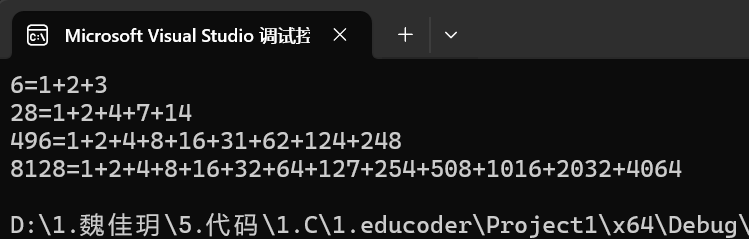 Microsoft Visual Studio 调试控
6=1+2+3
28=1+2+4+7+14
496=1+2+4+8+16+31+62+124+248
8128=1+2+4+8+16+32+64+127+254+508+1016+2032+4064
D:\1.魏佳玥\5.代码\1.C\1.educoder\Project1\x64\Debug\